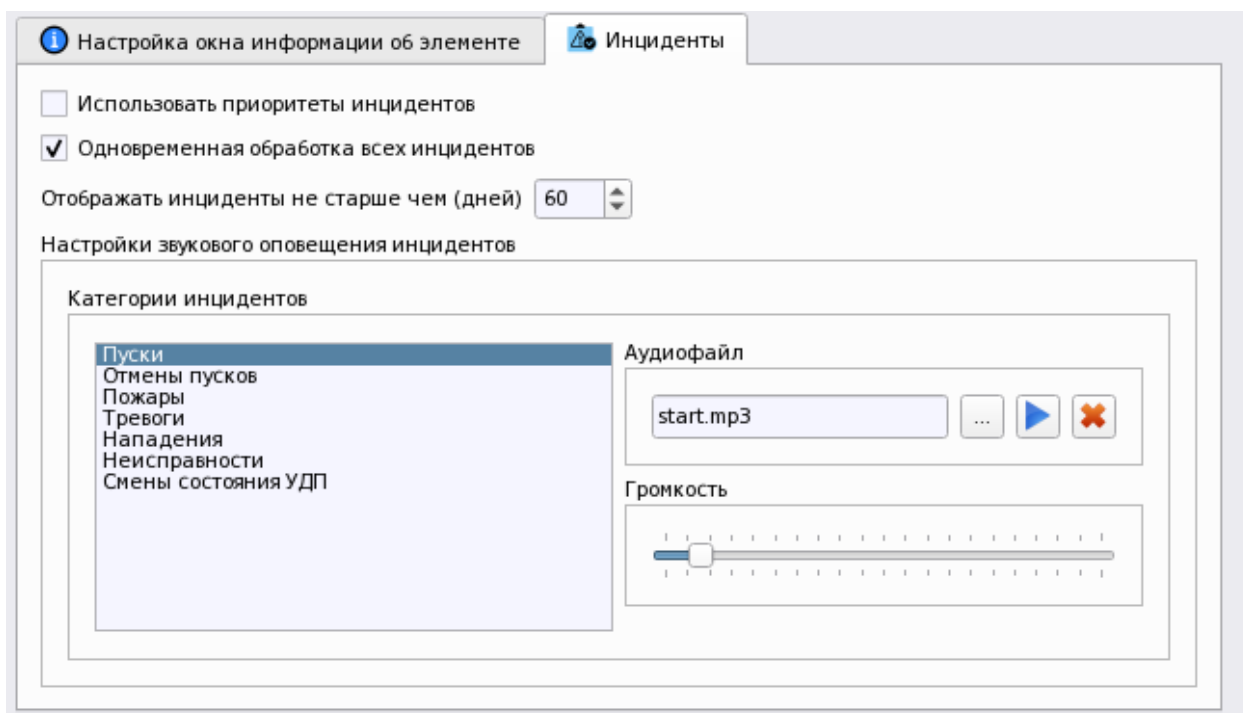 Настройка окна информации об элементе
Инциденты
Использовать приоритеты инцидентов
Одновременная обработка всех инцидентов
Отображать инциденты не старше чем (дней) 60
Настройки звукового оповещения инцидентов
Категории инцидентов
Пуски
Отмены пусков
Пожары
Тревоги
Нападения
Неисправности
Смены состояния УДП
Аудиофайл
start.mp3 ...
Громкость